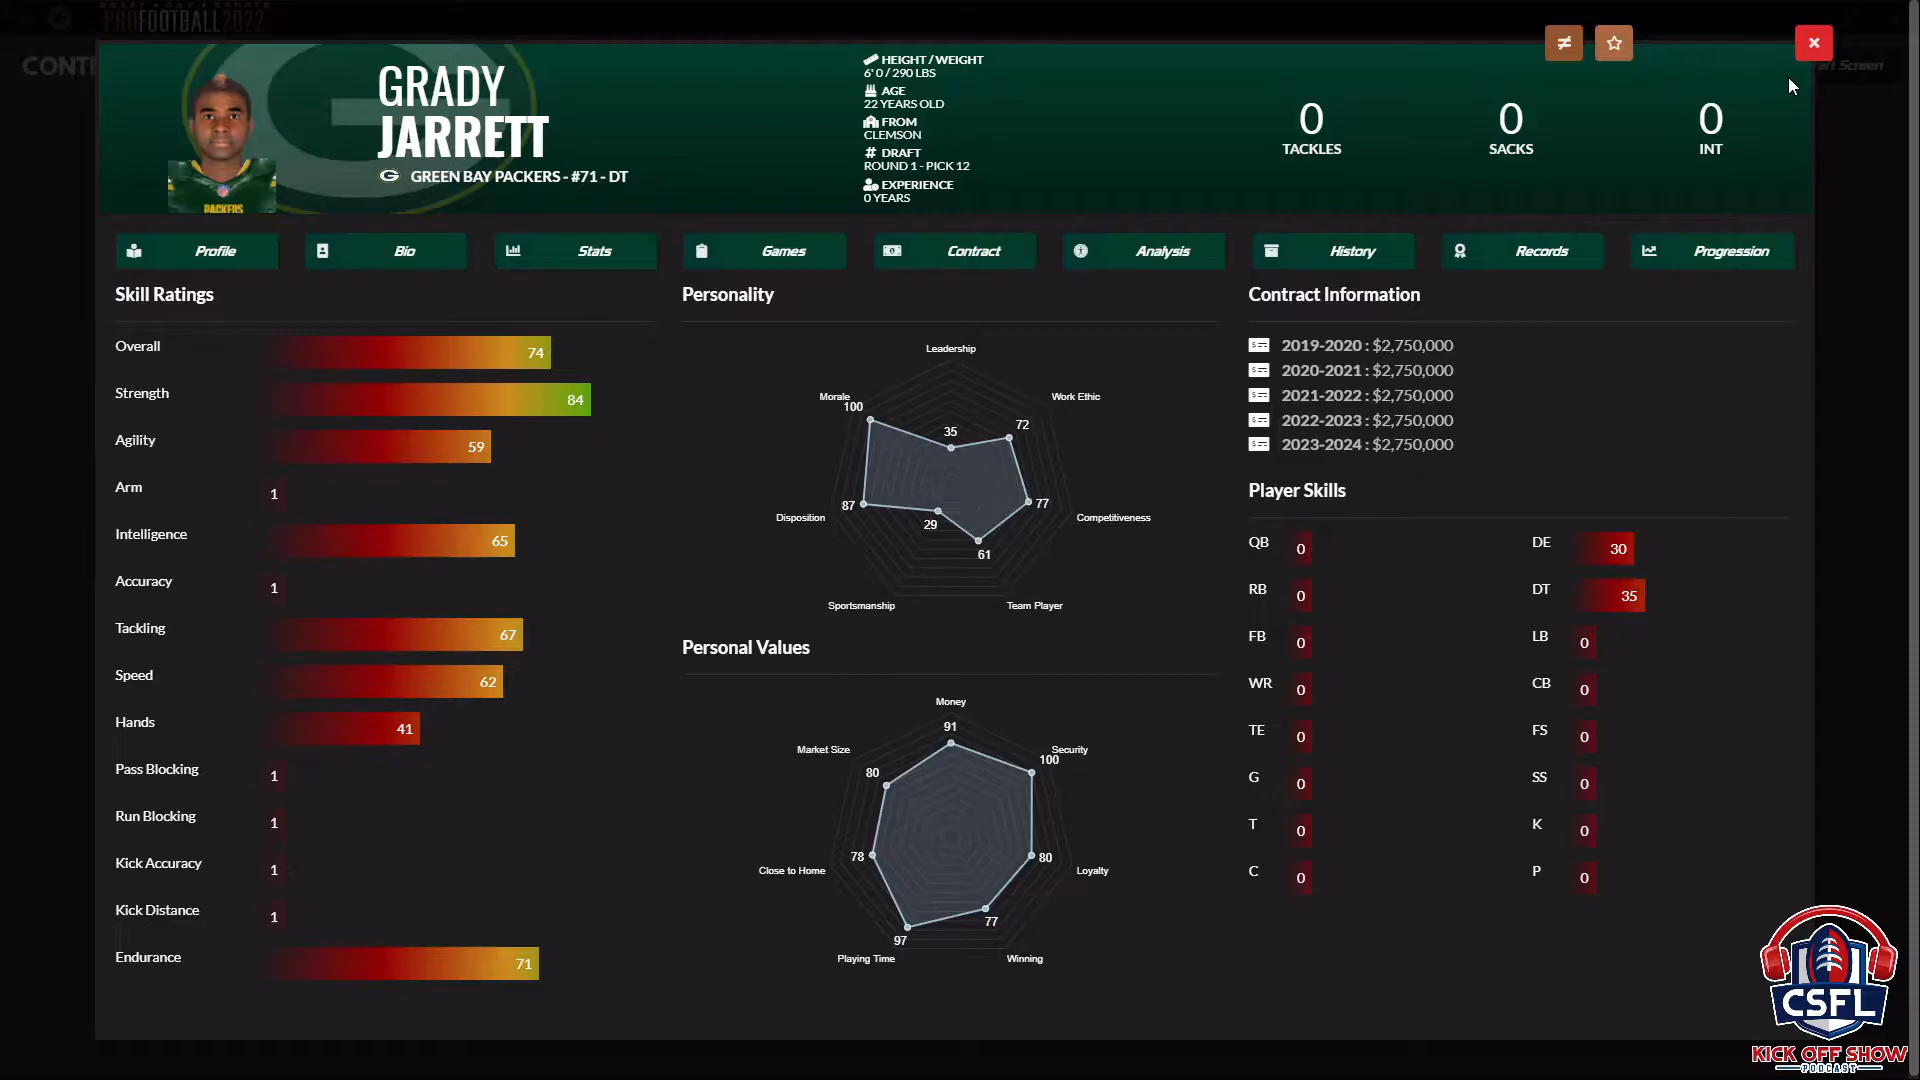 PROFOOTBALL2022
CONT
GRADY
JARRETT
GREEN BAY PACKERS - #71 - DT
PACKERS
HEIGHT / WEIGHT
6' 0 / 290 LBS
AGE
22 YEARS OLD
FROM
CLEMSON
# DRAFT
ROUND 1 - PICK 12
EXPERIENCE
0 YEARS
0
TACKLES
0
SACKS
0
INT
Screen
Profile
Bio
Stats
Games
Contract
Analysis
History
Records
Progression
Skill Ratings
Overall 74
Strength 84
Agility 59
Arm 1
Intelligence 65
Accuracy 1
Tackling 67
Speed 62
Hands 41
Pass Blocking 1
Run Blocking 1
Kick Accuracy 1
Kick Distance 1
Endurance 71
Personality
Leadership
35
Work Ethic
72
Competitiveness
77
Team Player
61
Sportsmanship
29
Disposition
87
Morale
100
Personal Values
Money
91
Security
100
Loyalty
80
Winning
77
Playing Time
97
Close to Home
78
Market Size
80
Contract Information
2019-2020 : $2,750,000
2020-2021 : $2,750,000
2021-2022 : $2,750,000
2022-2023 : $2,750,000
2023-2024 : $2,750,000
Player Skills
QB 0
RB 0
FB 0
WR 0
TE 0
G 0
T 0
C 0
DE 30
DT 35
LB 0
CB 0
FS 0
SS 0
K 0
P 0
CSFL
KICK OFF SHOW
PODCAST